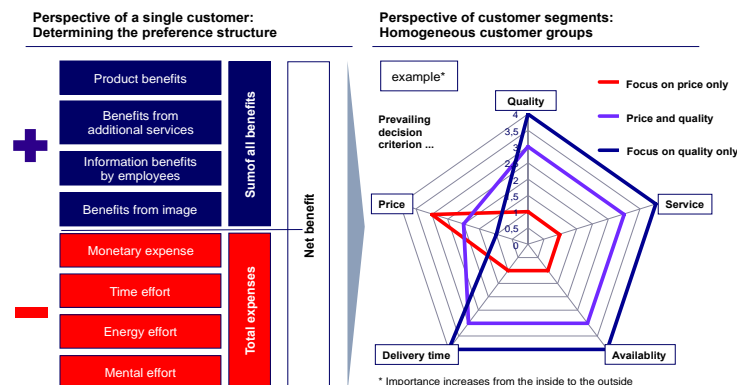 Perspective of a single customer:
Determining the preference structure
Product benefits
Benefits from
additional services
Information benefits
by employees
Benefits from image
Monetary expense
Time effort
Energy effort
Mental effort
Sumof all benefits
Total expenses
Net benefit
Perspective of customer segments:
Homogeneous customer groups
example*
Prevailing
decision
criterion ...
Focus on price only
Price and quality
Focus on quality only
Quality
Service
Availablity
Delivery time
Price
4
3,5
3
2,5
2
1,5
1
0,5
0
* Importance increases from the inside to the outside